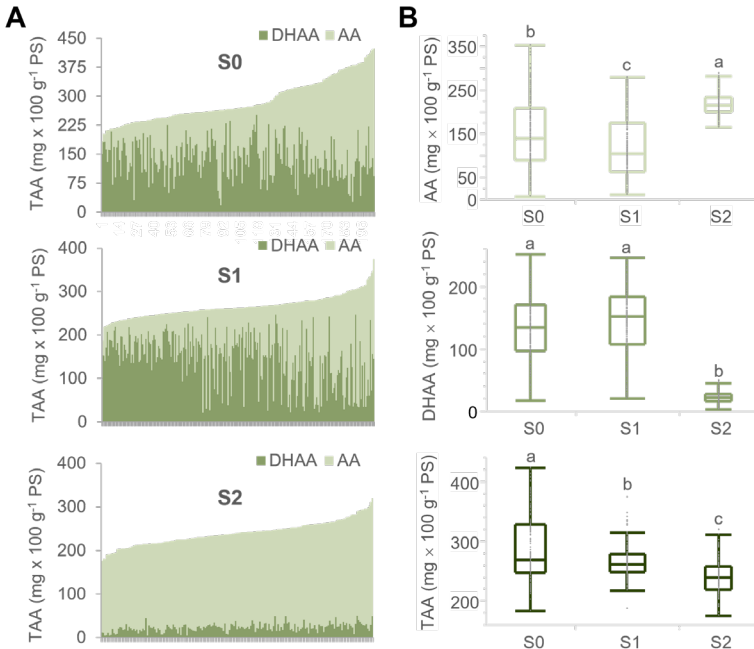 A
DHAA AA
S0
TAA (mg x 100 g-1 PS)
450
375
300
225
150
75
0
DHAA AA
S1
TAA (mg × 100 g-1 PS)
400
300
200
100
0
DHAA AA
S2
TAA (mg × 100 g-1 PS)
400
300
200
100
0
B
AA (mg × 100 g-1 PS)
350
250
150
50
0
b
c
a
S0 S1 S2
DHAA (mg × 100 g-1 PS)
200
100
0
a
a
b
S0 S1 S2
TAA (mg × 100 g-1 PS)
400
300
200
a
b
c
S0 S1 S2